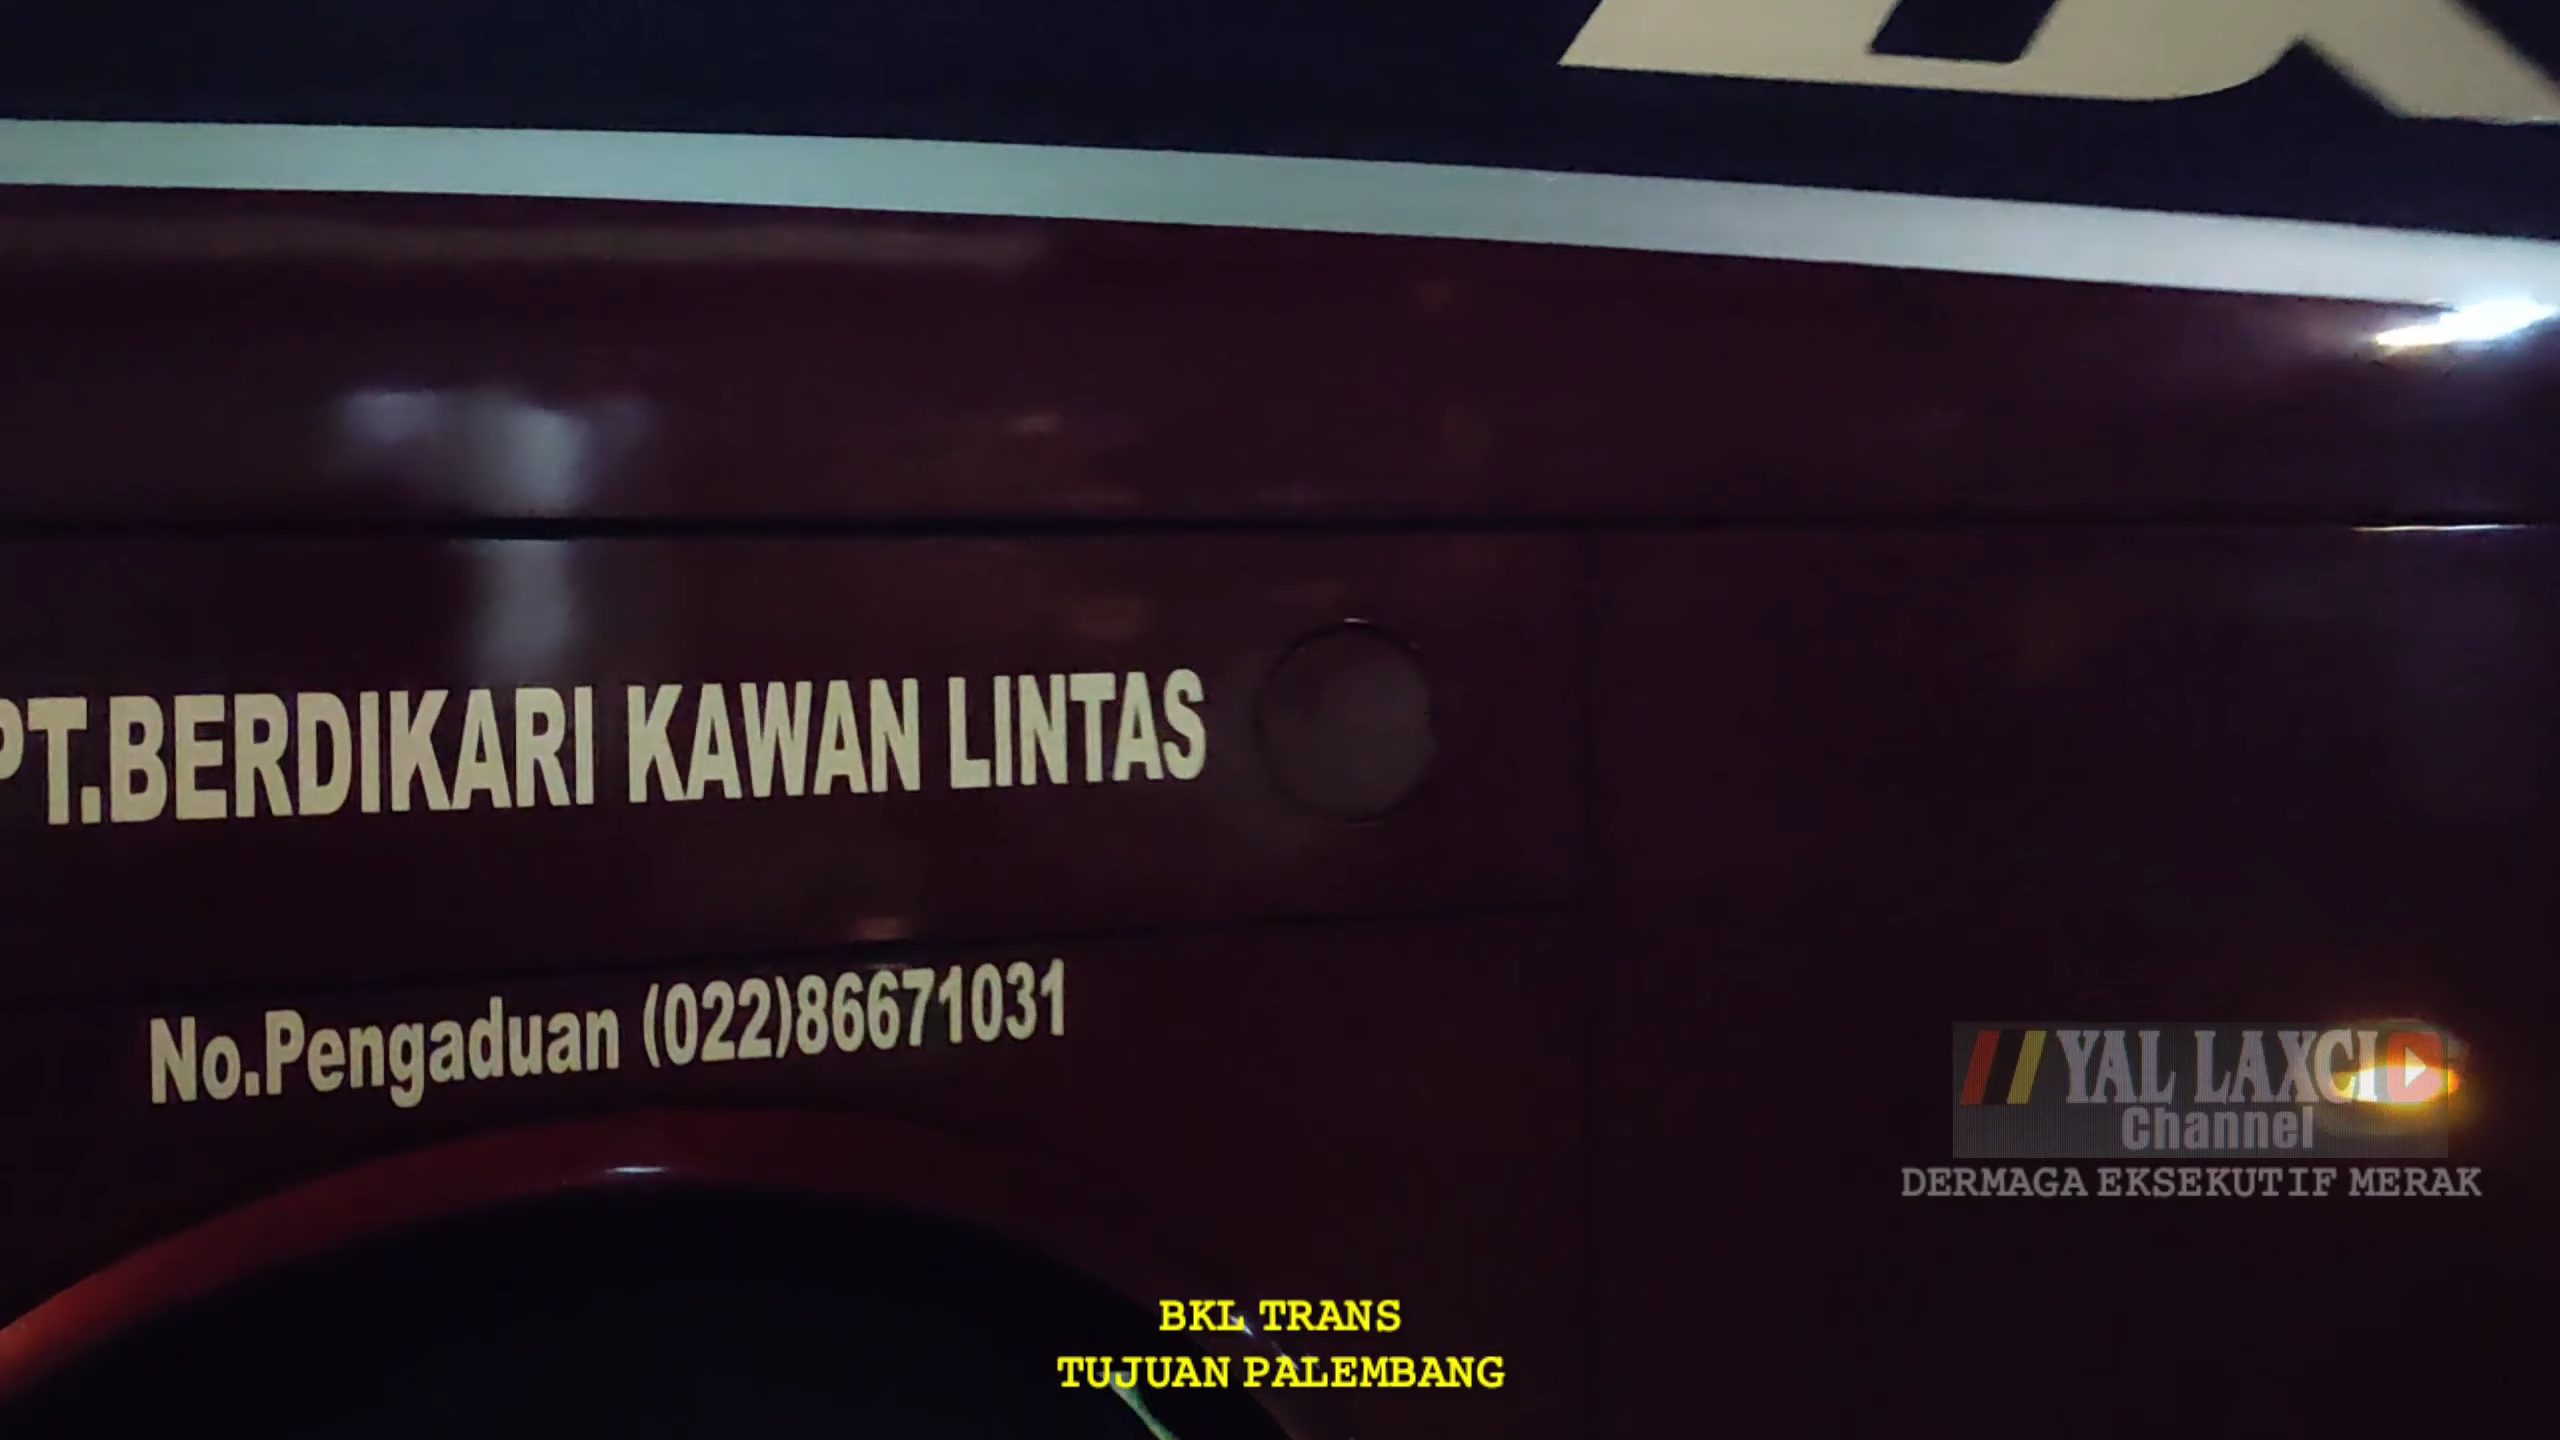 PT.BERDIKARI KAWAN LINTAS
No.Pengaduan (022)86671031
YAL LAXCI
Channel
DERMAGA EKSEKUTIF MERAK
BKL TRANS
TUJUAN PALEMBANG